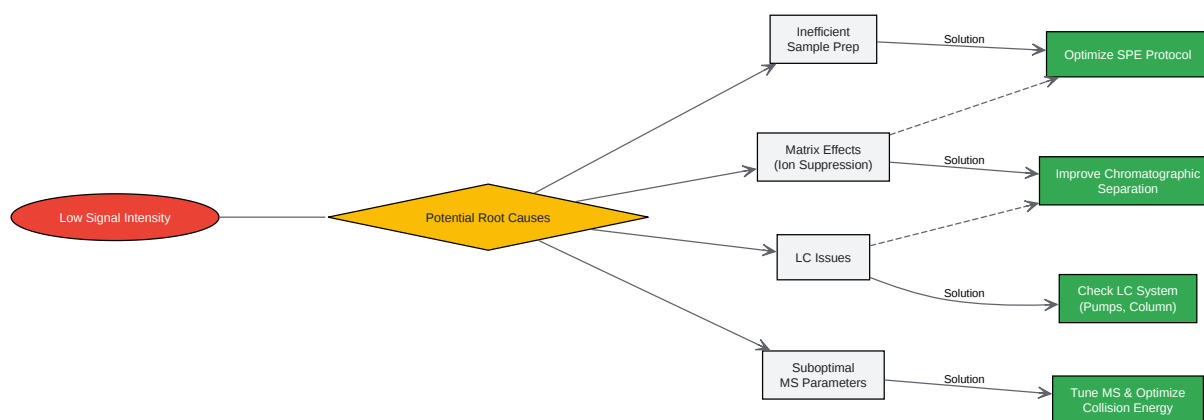 Low Signal Intensity
Potential Root Causes
Inefficient
Sample Prep
Solution
Optimize SPE Protocol
Matrix Effects
(Ion Suppression)
Solution
Improve Chromatographic
Separation
LC Issues
Solution
Check LC System
(Pumps, Column)
Suboptimal
MS Parameters
Solution
Tune MS & Optimize
Collision Energy